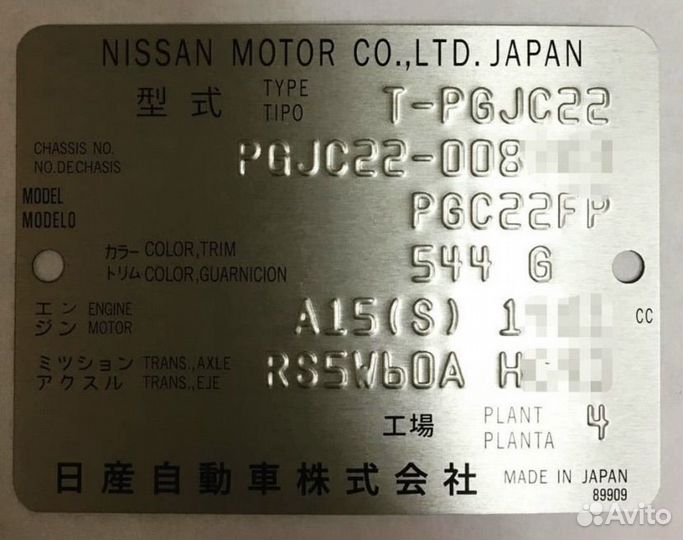 NISSAN MOTOR CO.,LTD. JAPAN
型式 TYPE TIPO T-PGJC22
CHASSIS NO. NO.DECHASIS PGJC22-008
MODEL MODELO
カラー COLOR,TRIM
トリム COLOR,GUARNICION 544 G
エン ENGINE
ジン MOTOR A15(S) 1 CC
ミッション TRANS.,AXLE
アクスル TRANS.,EJE RS5W60A H
工場 PLANT PLANTA 4
日産自動車株式会社 MADE IN JAPAN
89909
Avito